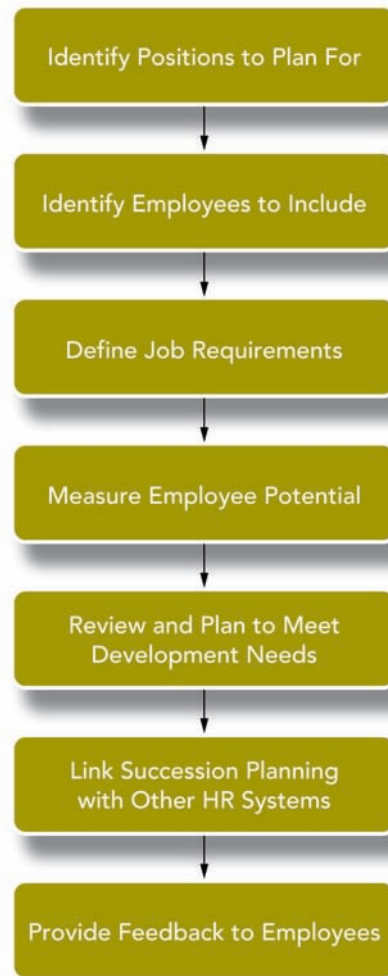 Identify Positions to Plan For
Identify Employees to Include
Define Job Requirements
Measure Employee Potential
Review and Plan to Meet
Development Needs
Link Succession Planning
with Other HR Systems
Provide Feedback to Employees